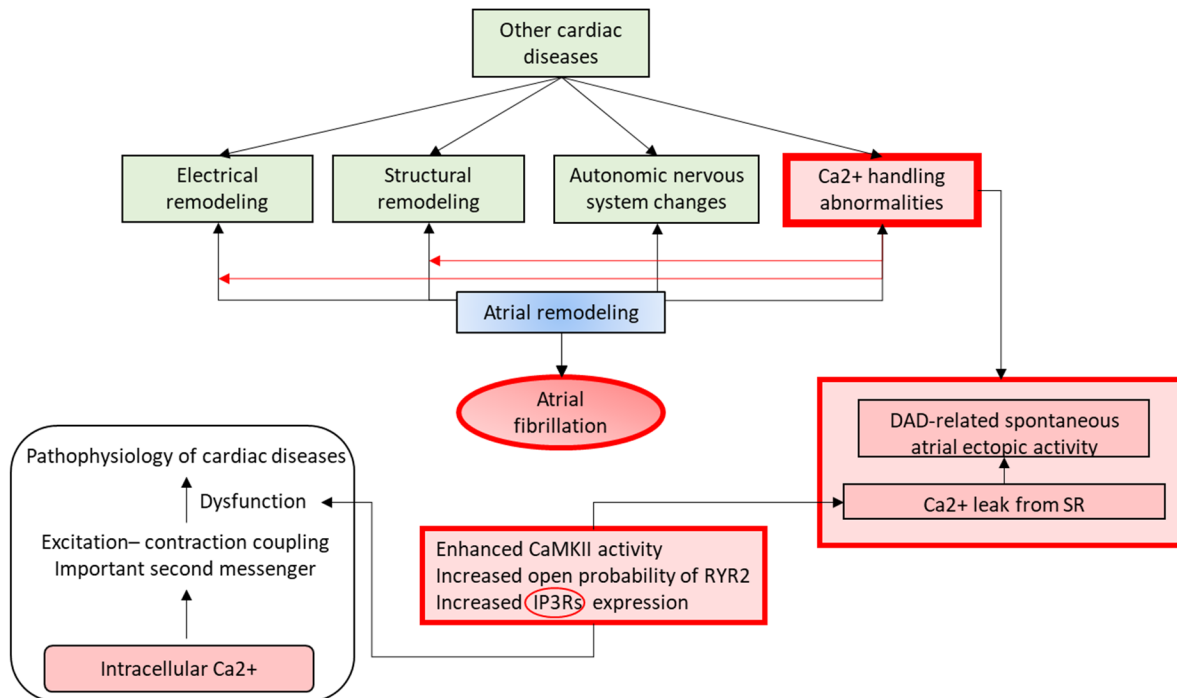 Other cardiac
diseases
Electrical
remodeling
Structural
remodeling
Autonomic nervous
system changes
Ca2+ handling
abnormalities
Atrial remodeling
Atrial
fibrillation
DAD-related spontaneous
atrial ectopic activity
Ca2+ leak from SR
Pathophysiology of cardiac diseases
Dysfunction
Excitation– contraction coupling
Important second messenger
Intracellular Ca2+
Enhanced CaMKII activity
Increased open probability of RYR2
Increased IP3Rs expression